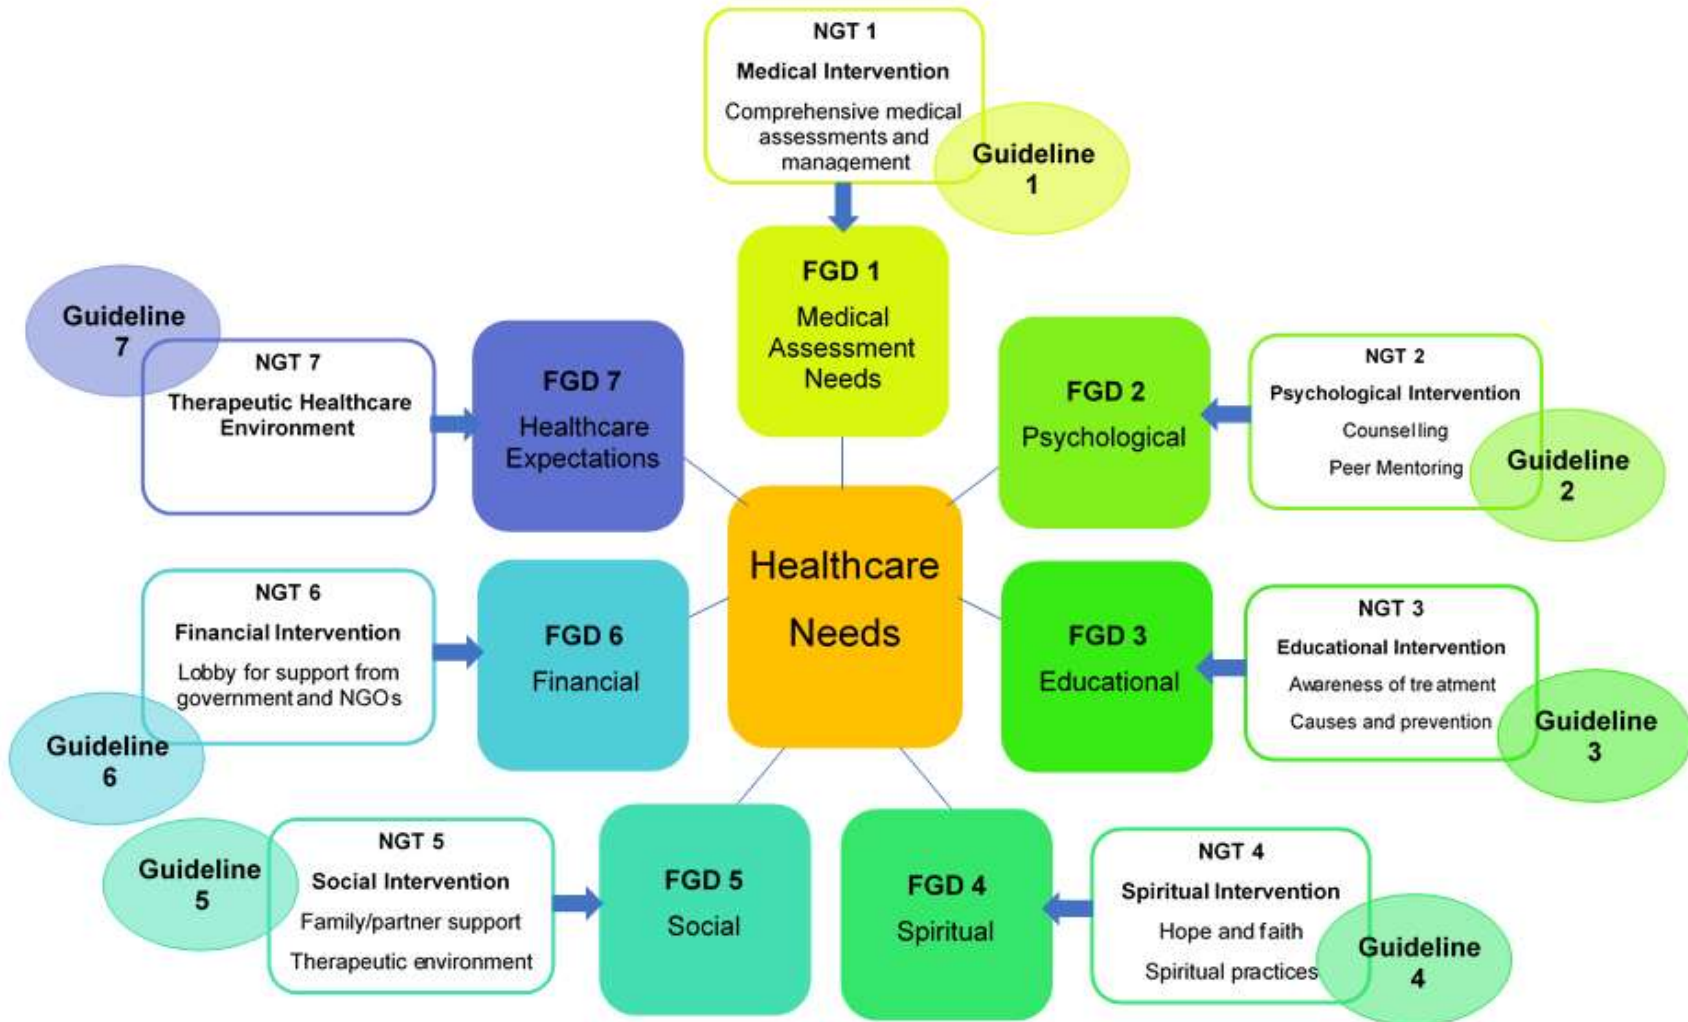 NGT 1
Medical Intervention
Comprehensive medical
assessments and
management
Guideline
1
FGD 1
Medical
Assessment
Needs
Guideline
7
NGT 7
Therapeutic Healthcare
Environment
FGD 7
Healthcare
Expectations
FGD 2
Psychological
NGT 2
Psychological Intervention
Counselling
Peer Mentoring
Guideline
2
Healthcare
Needs
NGT 6
Financial Intervention
Lobby for support from
government and NGOs
Guideline
6
FGD 6
Financial
FGD 3
Educational
NGT 3
Educational Intervention
Awareness of treatment
Causes and prevention
Guideline
3
Guideline
5
NGT 5
Social Intervention
Family/partner support
Therapeutic environment
FGD 5
Social
FGD 4
Spiritual
NGT 4
Spiritual Intervention
Hope and faith
Spiritual practices
Guideline
4